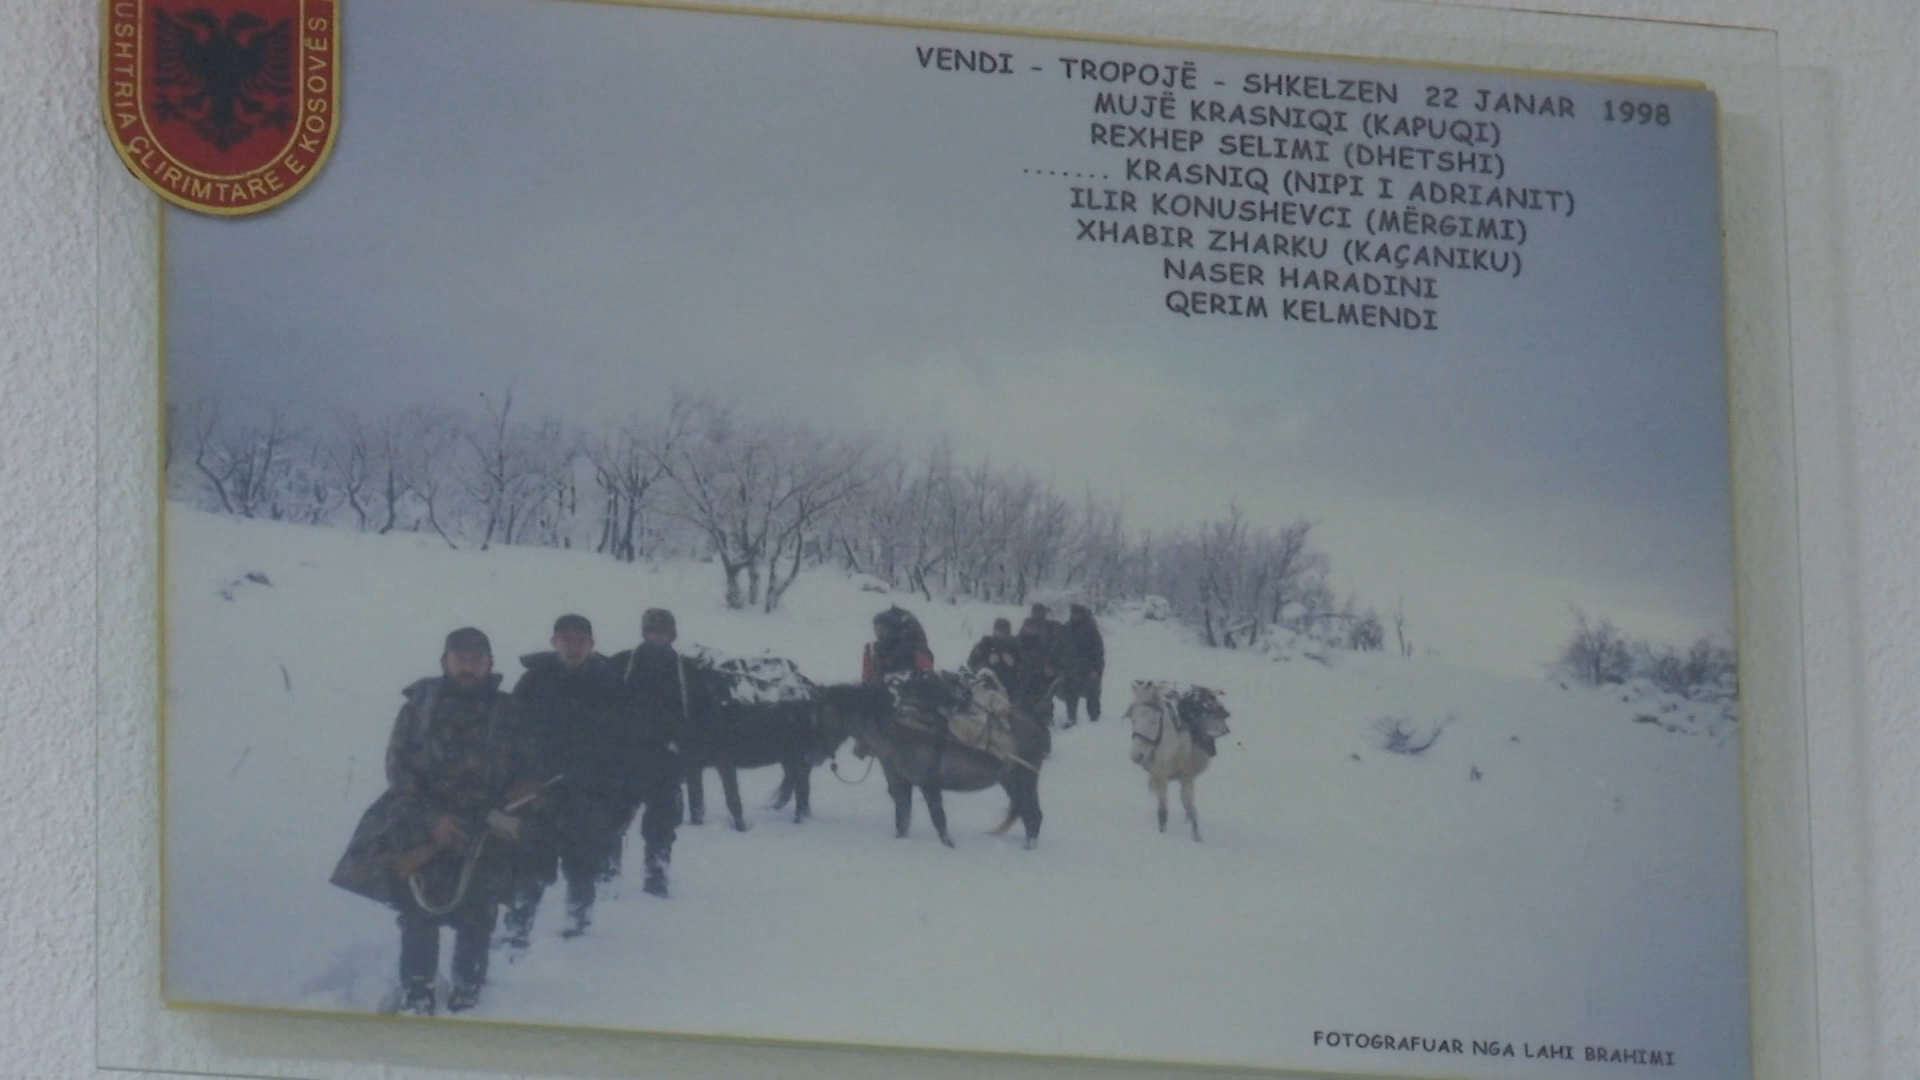 USHTRIA ÇLIRIMTARE E KOSOVËS
VENDI - TROPOJË - SHKELZEN 22 JANAR 1998
MUJË KRASNIQI (KAPUQI)
REXHEP SELIMI (DHETSHI)
....... KRASNIQ (NIPI I ADRIANIT)
ILIR KONUSHEVCI (MËRGIMI)
XHABIR ZHARKU (KAÇANIKU)
NASER HARADINI
QERIM KELMENDI
FOTOGRAFUAR NGA LAHI BRAHIMI